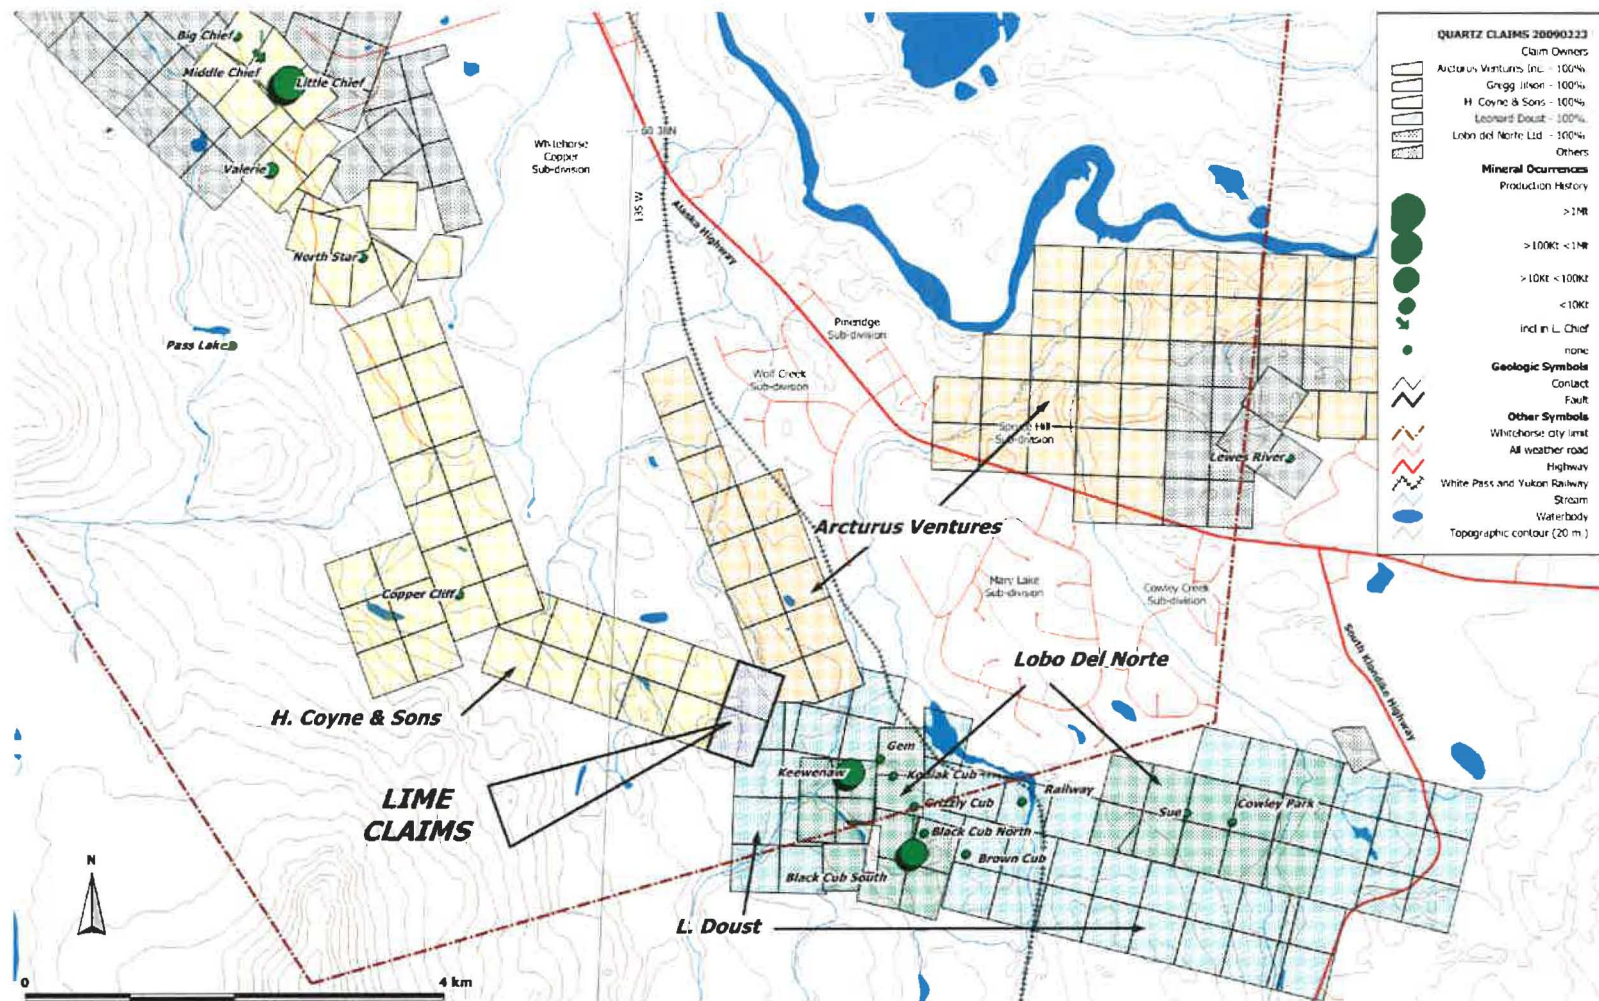 QUARTZ CLAIMS 20090223
Claim Owners
Arcturus Ventures Inc. - 100%
Gregg Jilson - 100%
H. Coyne & Sons - 100%
Leonard Doust - 100%
Lobo del Norte Ltd - 100%
Others
Mineral Ocurrences
Production History
>1Mt
>100Kt <1Mt
>10Kt <100Kt
<10Kt
incl in L. Chief
none
Geologic Symbols
Contact
Fault
Other Symbols
Whitehorse city limit
All weather road
Highway
White Pass and Yukon Railway
Stream
Waterbody
Topographic contour (20 m.)
Big Chief
Middle Chief
Little Chief
Valerie
North Star
Pass Lake
Whitehorse
Copper
Sub-division
60 38N
135 W
Alaska Highway
Pineridge
Sub-division
Wolf Creek
Sub-division
Spruce Hill
Sub-division
Lewes River
Arcturus Ventures
Mary Lake
Sub-division
Cowley Creek
Sub-division
South Klondike Highway
Copper Cliff
Lobo Del Norte
H. Coyne & Sons
LIME
CLAIMS
Gem
Keewenaw
Kodiak Cub
Grizzly Cub
Railway
Sue
Cowley Park
Black Cub North
Brown Cub
Black Cub South
L. Doust
N
0
4 km